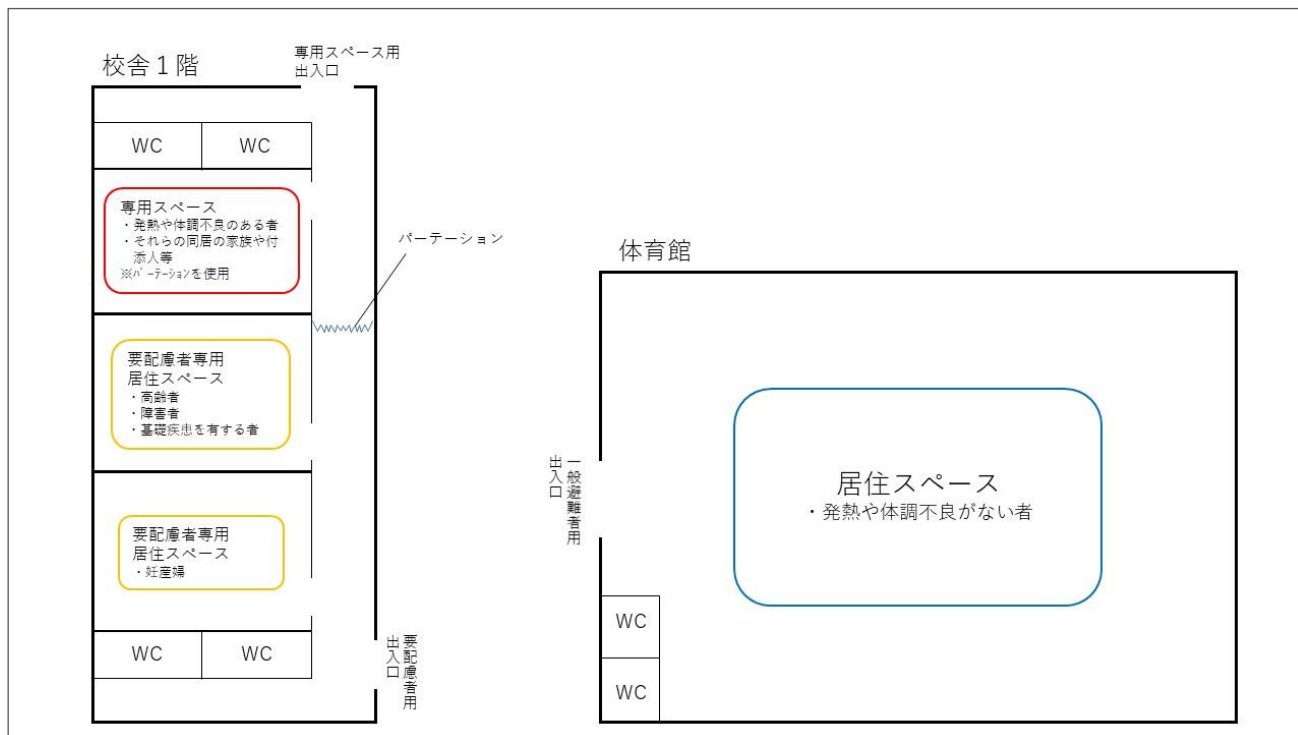 校舎１階
専用スペース用
出入口
WC
WC
専用スペース
・発熱や体調不良のある者
・それらの同居の家族や付
添人等
※ﾊﾟｰﾃｰｼｮﾝを使用
パーテーション
要配慮者専用
居住スペース
・高齢者
・障害者
・基礎疾患を有する者
要配慮者専用
居住スペース
・妊産婦
WC
WC
要配慮者用
出入口
体育館
一般避難者用
出入口
居住スペース
・発熱や体調不良がない者
WC
WC